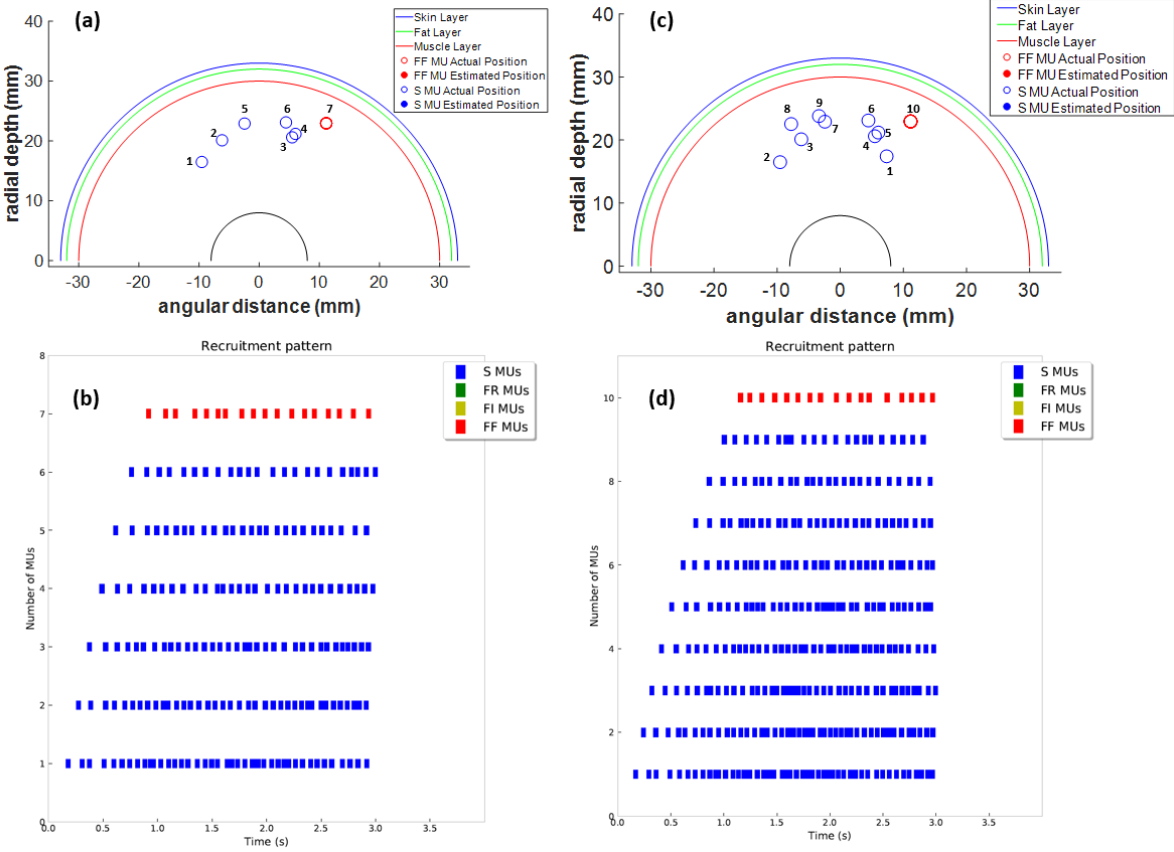 (a)
40
30
20
10
0
radial depth (mm)
-30 -20 -10 0 10 20 30
angular distance (mm)
Skin Layer
Fat Layer
Muscle Layer
FF MU Actual Position
FF MU Estimated Position
S MU Actual Position
S MU Estimated Position
5 6 7
2 4
3
1
(c)
40
30
20
10
0
radial depth (mm)
-30 -20 -10 0 10 20 30
angular distance (mm)
Skin Layer
Fat Layer
Muscle Layer
FF MU Actual Position
FF MU Estimated Position
S MU Actual Position
S MU Estimated Position
8 9 6 10
7 5
3 4
2 1
Recruitment pattern
(b)
S MUs
FR MUs
FI MUs
FF MUs
8
7
6
5
4
3
2
1
0
Number of MUs
0.0 0.5 1.0 1.5 2.0 2.5 3.0 3.5
Time (s)
Recruitment pattern
(d)
S MUs
FR MUs
FI MUs
FF MUs
10
8
6
4
2
0
Number of MUs
0.0 0.5 1.0 1.5 2.0 2.5 3.0 3.5
Time (s)